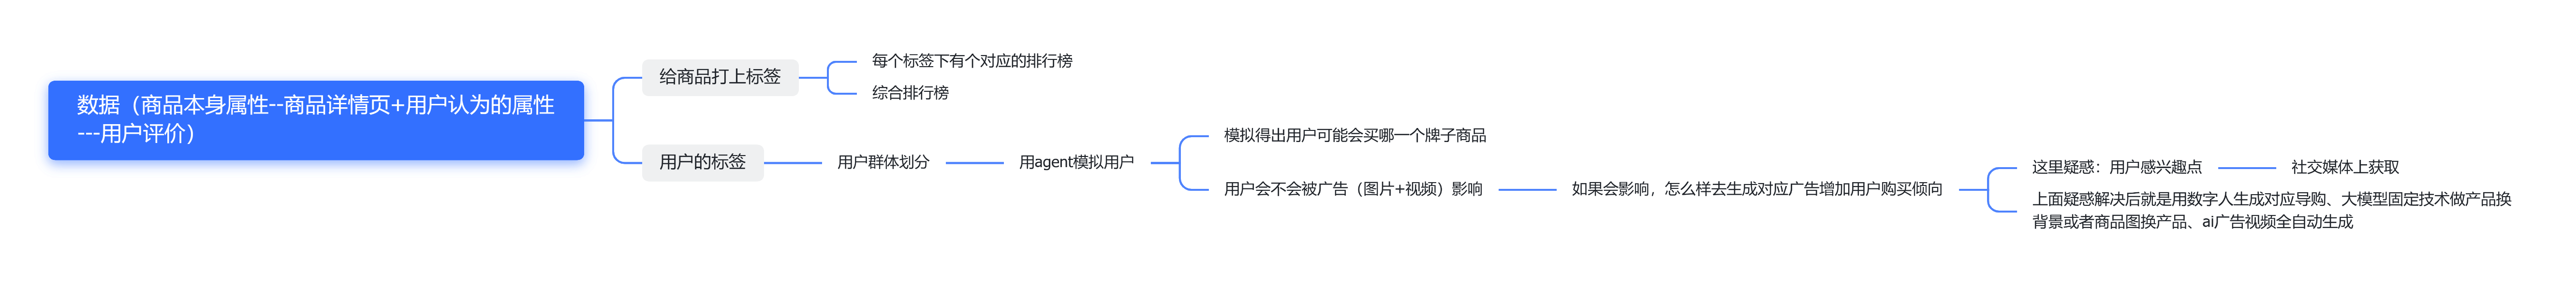 数据（商品本身属性--商品详情页+用户认为的属性
---用户评价）
给商品打上标签
每个标签下有个对应的排行榜
综合排行榜
用户的标签
用户群体划分
用agent模拟用户
模拟得出用户可能会买哪一个牌子商品
用户会不会被广告（图片+视频）影响
如果会影响，怎么样去生成对应广告增加用户购买倾向
这里疑惑：用户感兴趣点
社交媒体上获取
上面疑惑解决后就是用数字人生成对应导购、大模型固定技术做产品换
背景或者商品图换产品、ai广告视频全自动生成